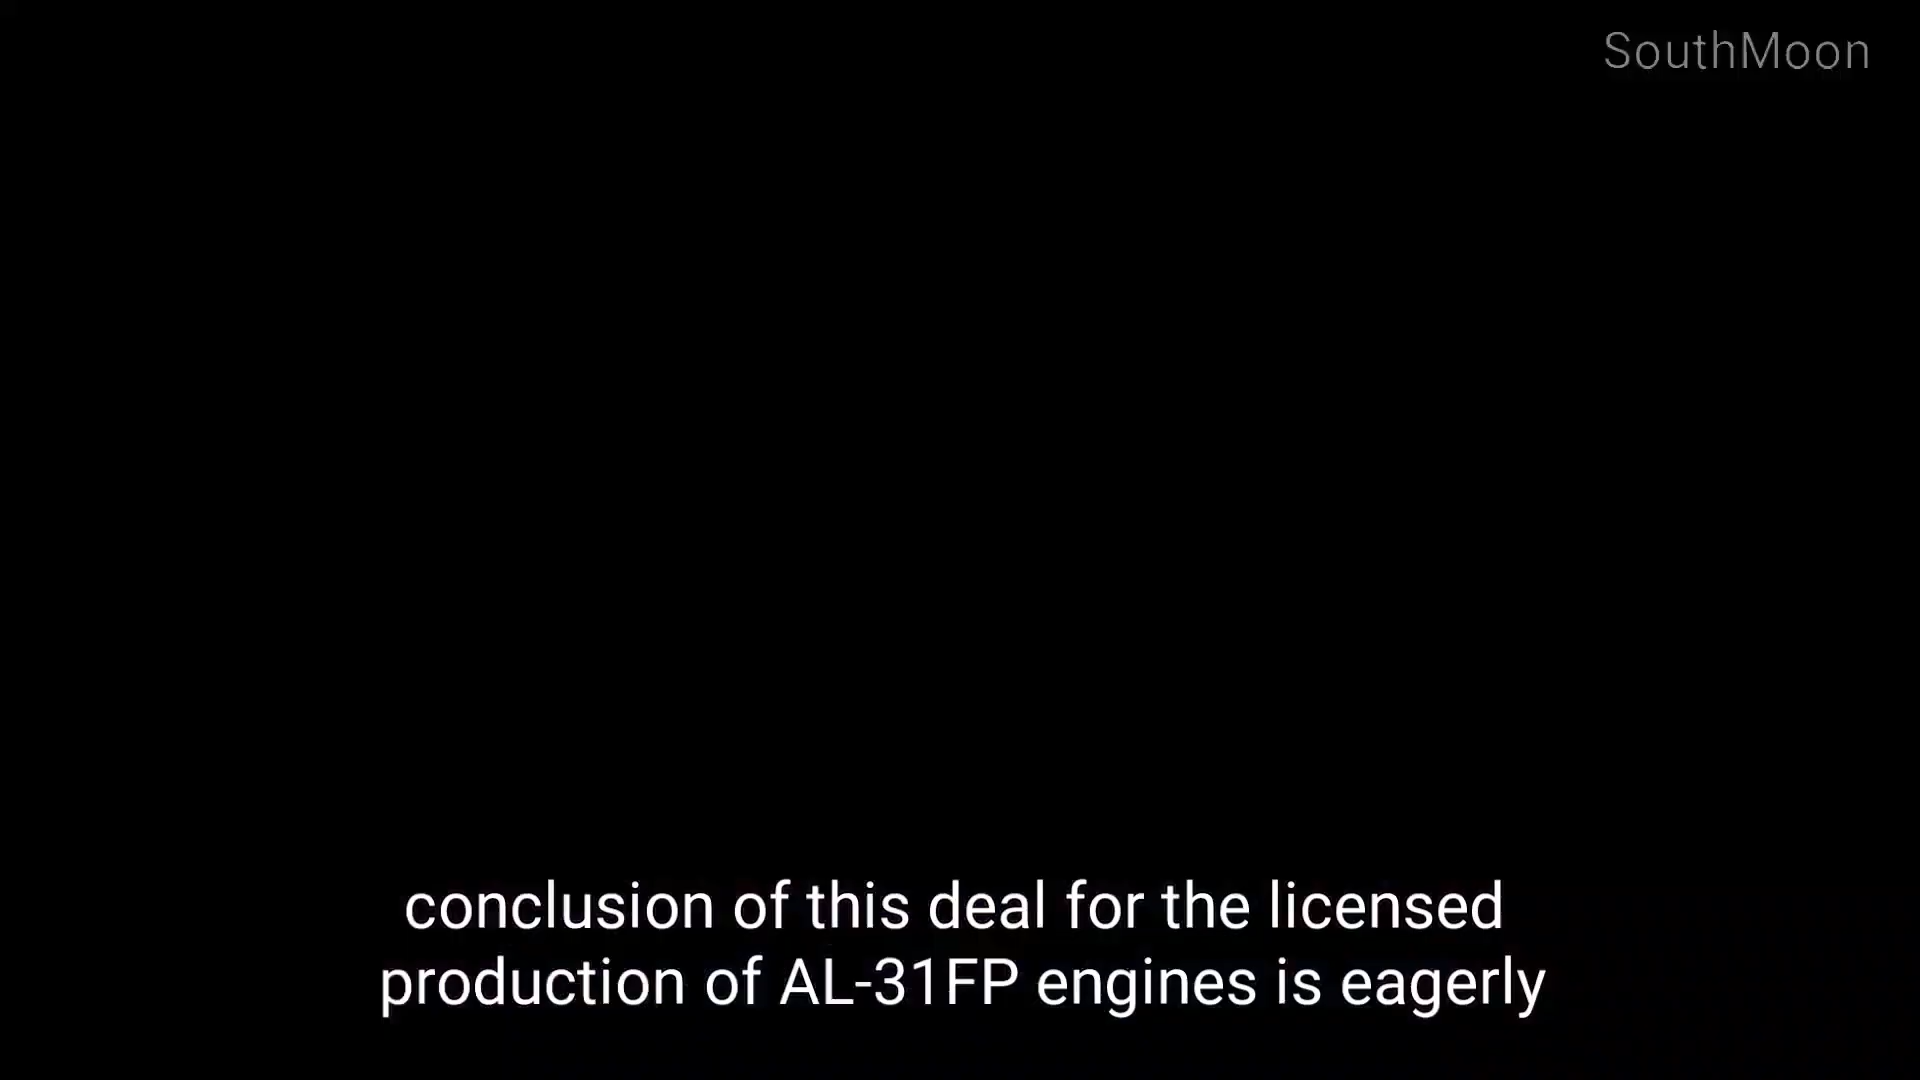 SouthMoon
conclusion of this deal for the licensed
production of AL-31FP engines is eagerly